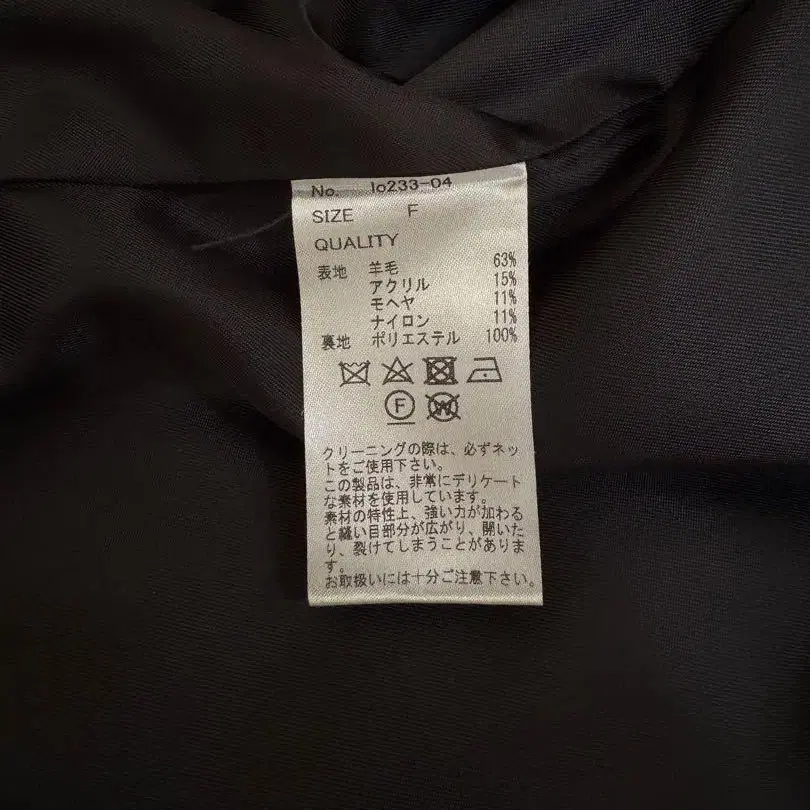 No. lo233-04
SIZE F
QUALITY
表地 羊毛 63%
アクリル 15%
モヘヤ 11%
ナイロン 11%
裏地 ポリエステル 100%
F W
クリーニングの際は、必ずネッ
トをご使用下さい。
この製品は、非常にデリケート
な素材を使用しています。
素材の特性上、強い力が加わる
と縫い目部分が広がり、開いた
り、裂けてしまうことがありま
す。
お取扱いには十分ご注意下さい。